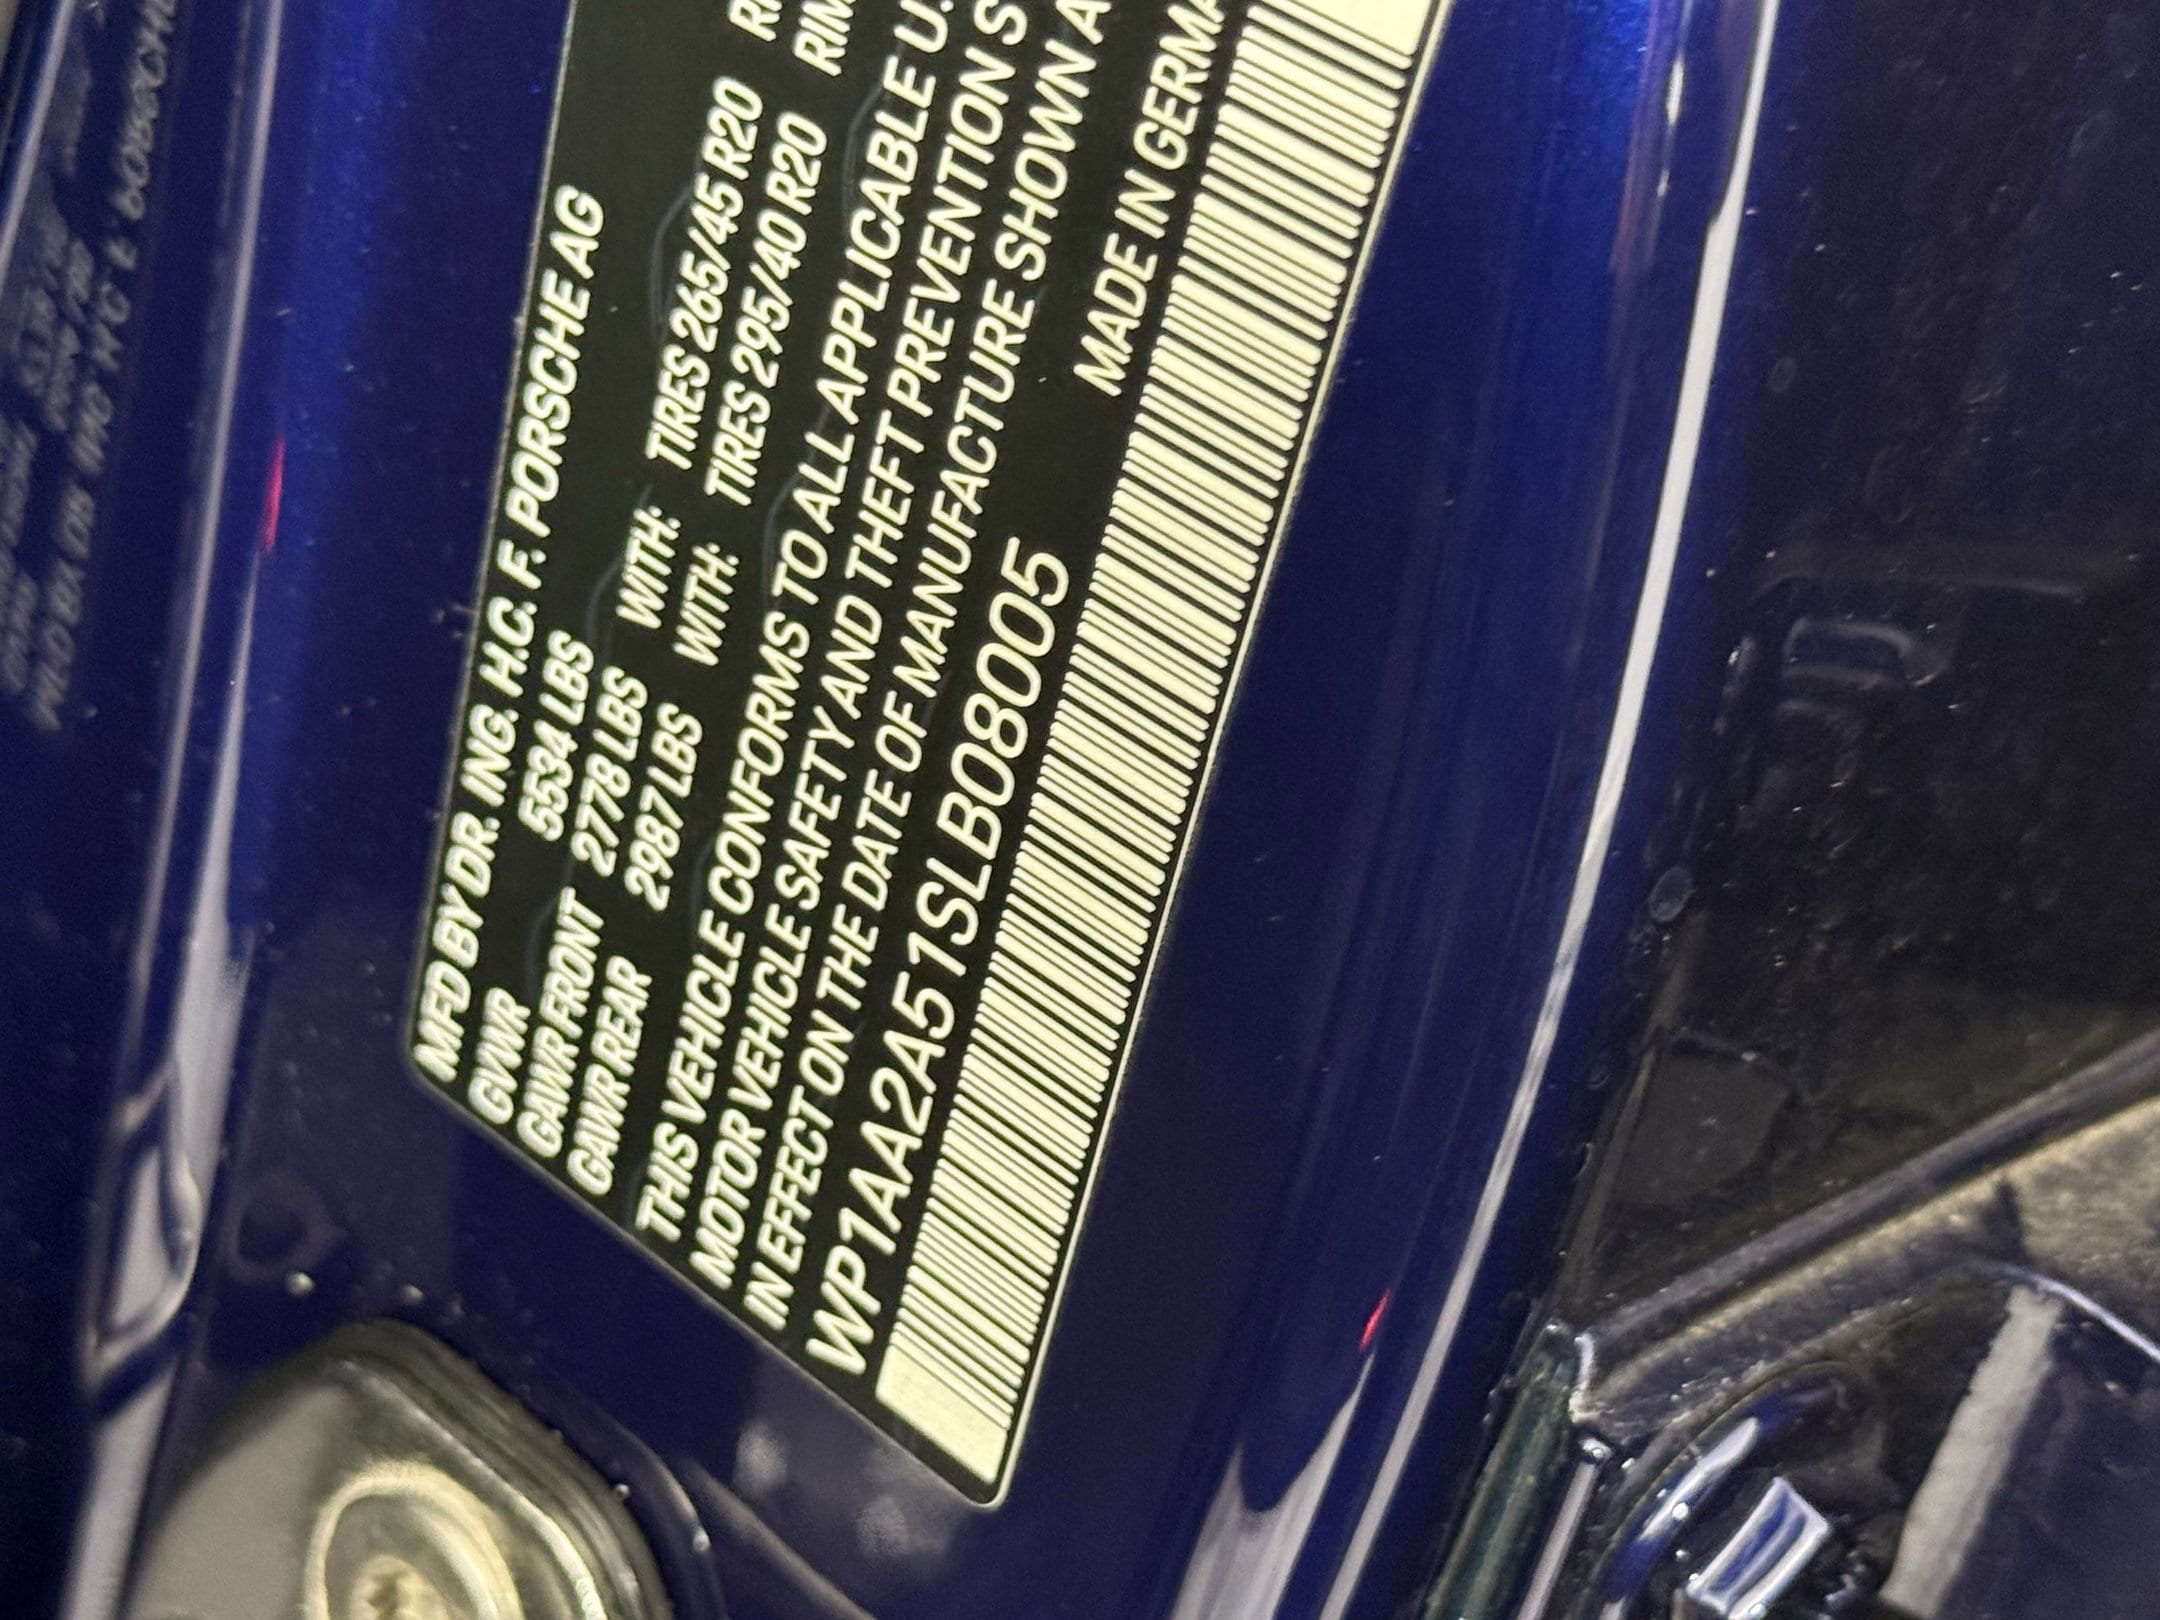 MFD BY DR. ING. H.C. F. PORSCHE AG
GVWR 5534 LBS
GAWR FRONT 2778 LBS WITH: TIRES 265/45 R20
GAWR REAR 2987 LBS WITH: TIRES 295/40 R20 RIM
THIS VEHICLE CONFORMS TO ALL APPLICABLE U.
MOTOR VEHICLE SAFETY AND THEFT PREVENTION S
IN EFFECT ON THE DATE OF MANUFACTURE SHOWN A
WP1AA2A51SLB08005 MADE IN GERMA